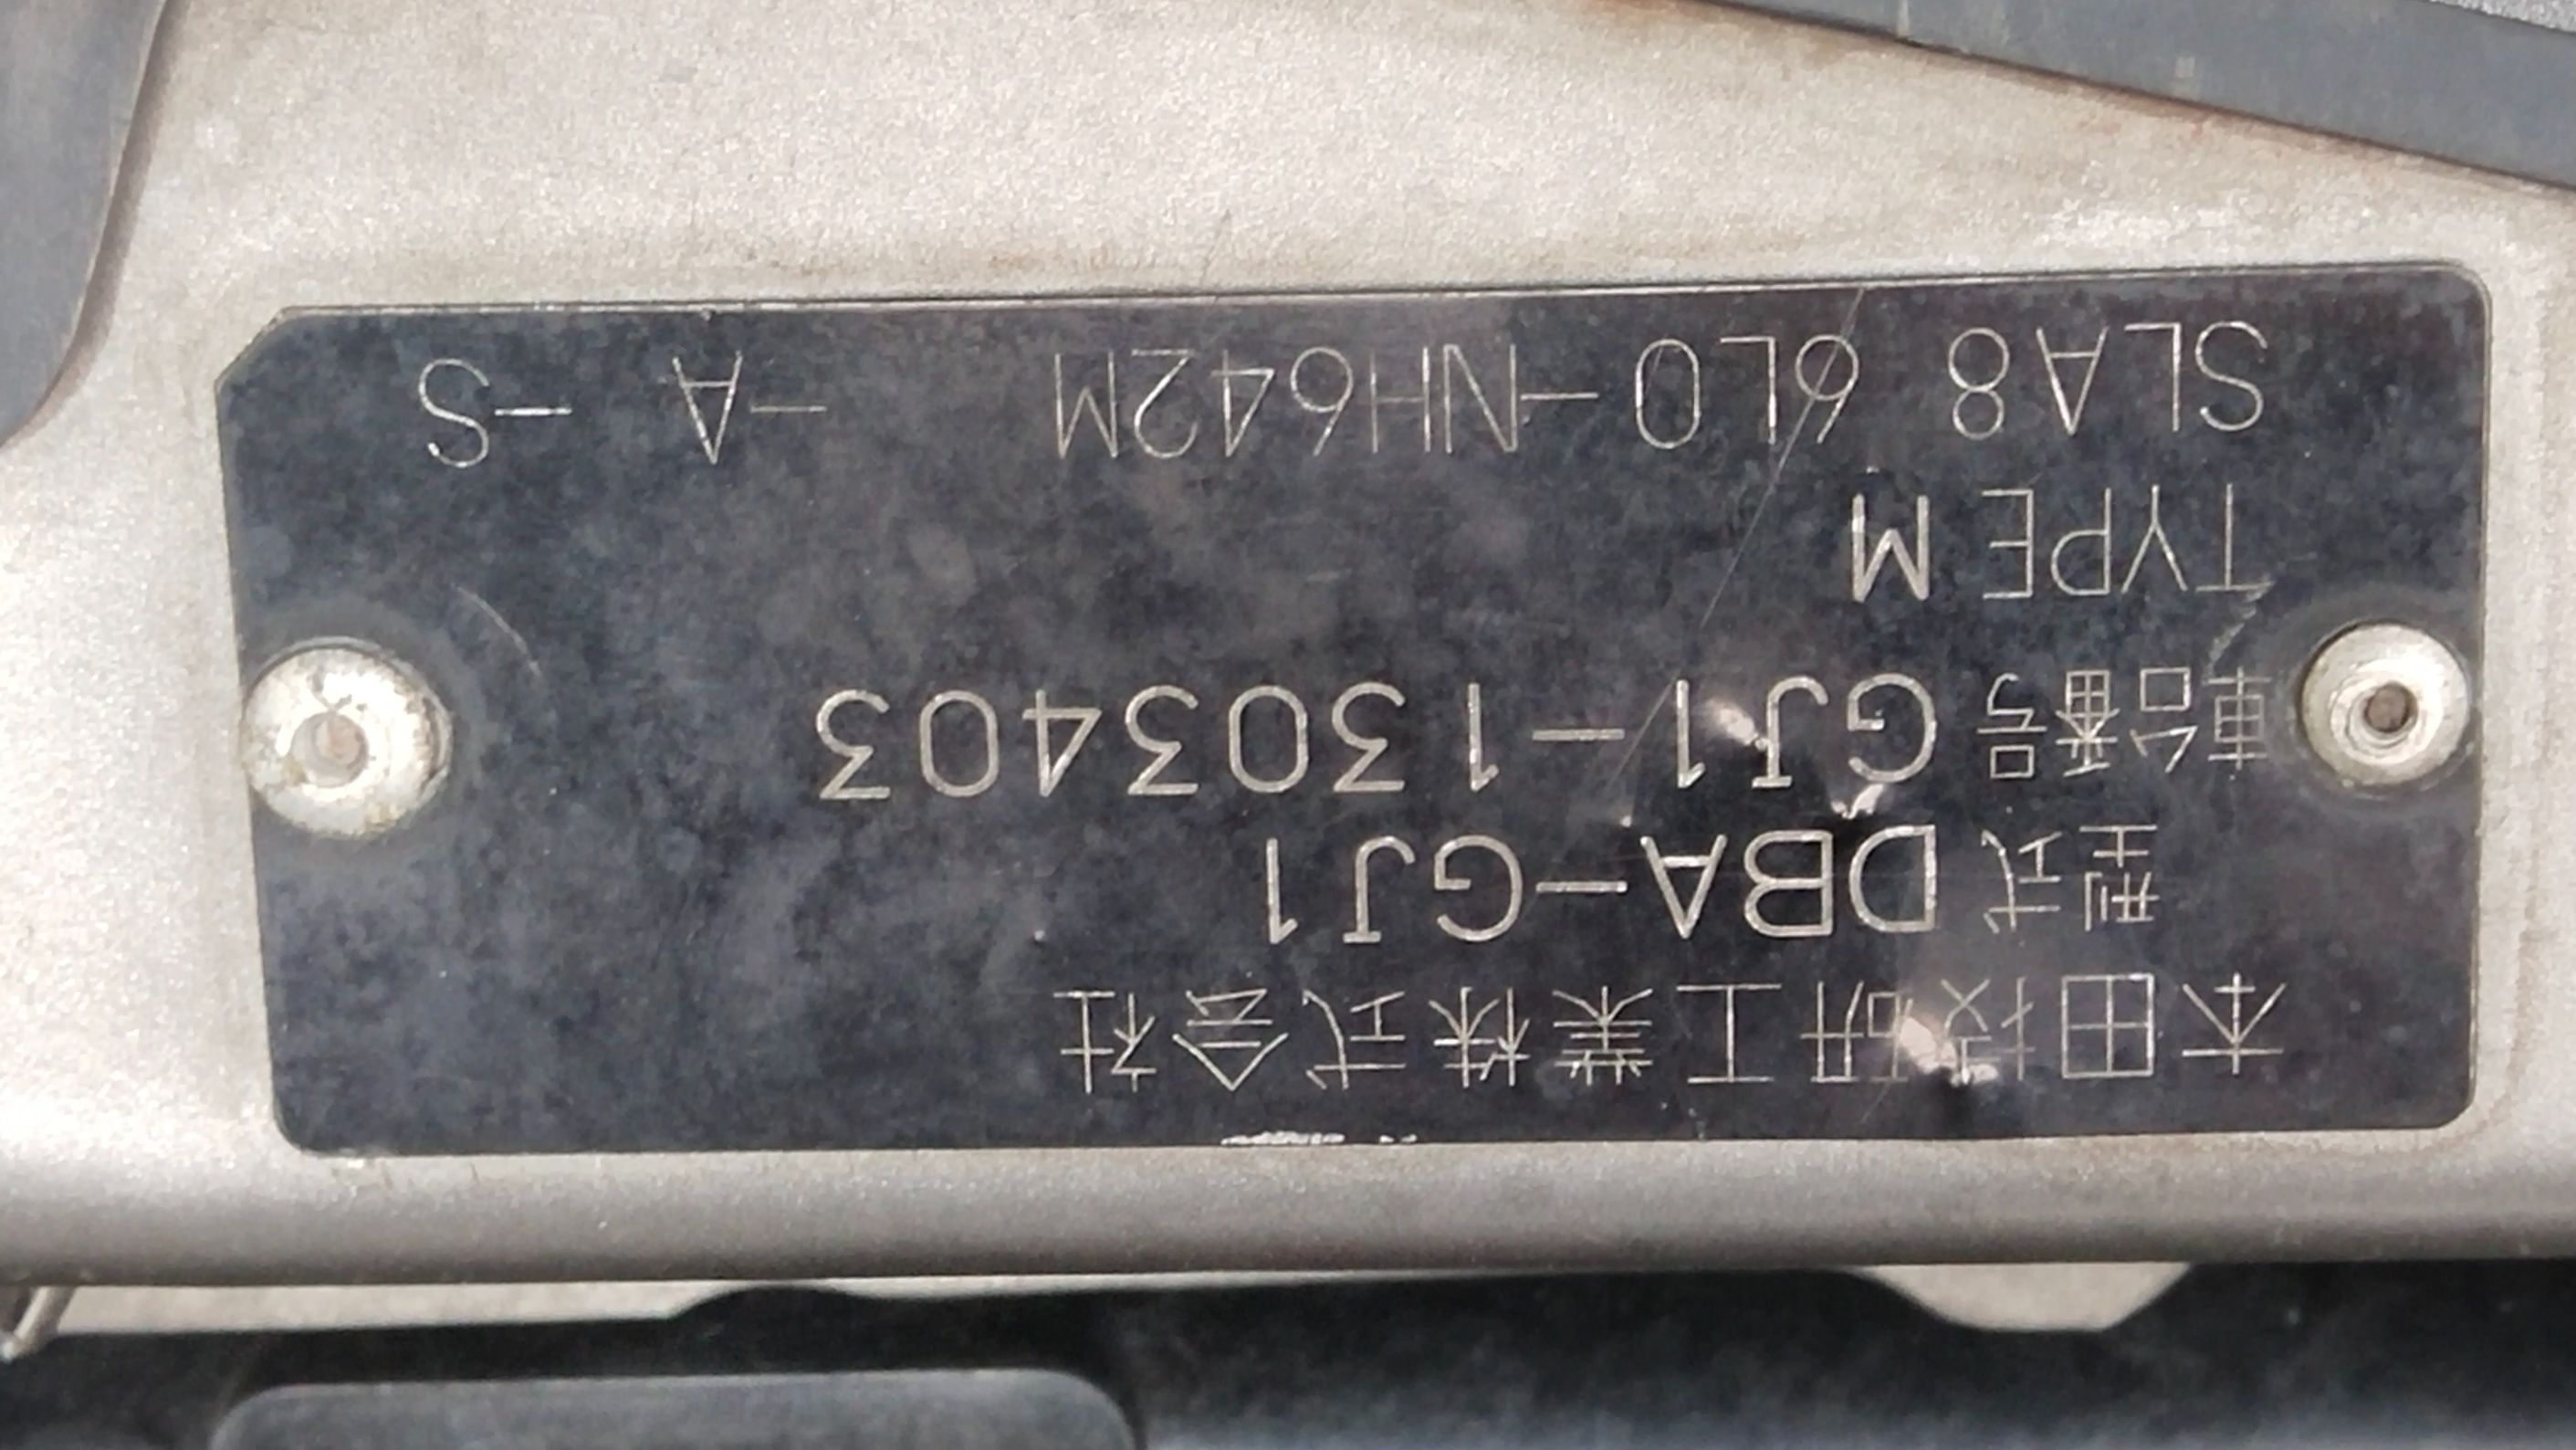 本田技研工業株式会社
型式 DBA-GJ1
車台番号 GJ1-1303403
TYPE M
SLA8 6L0-NH642M -A -S